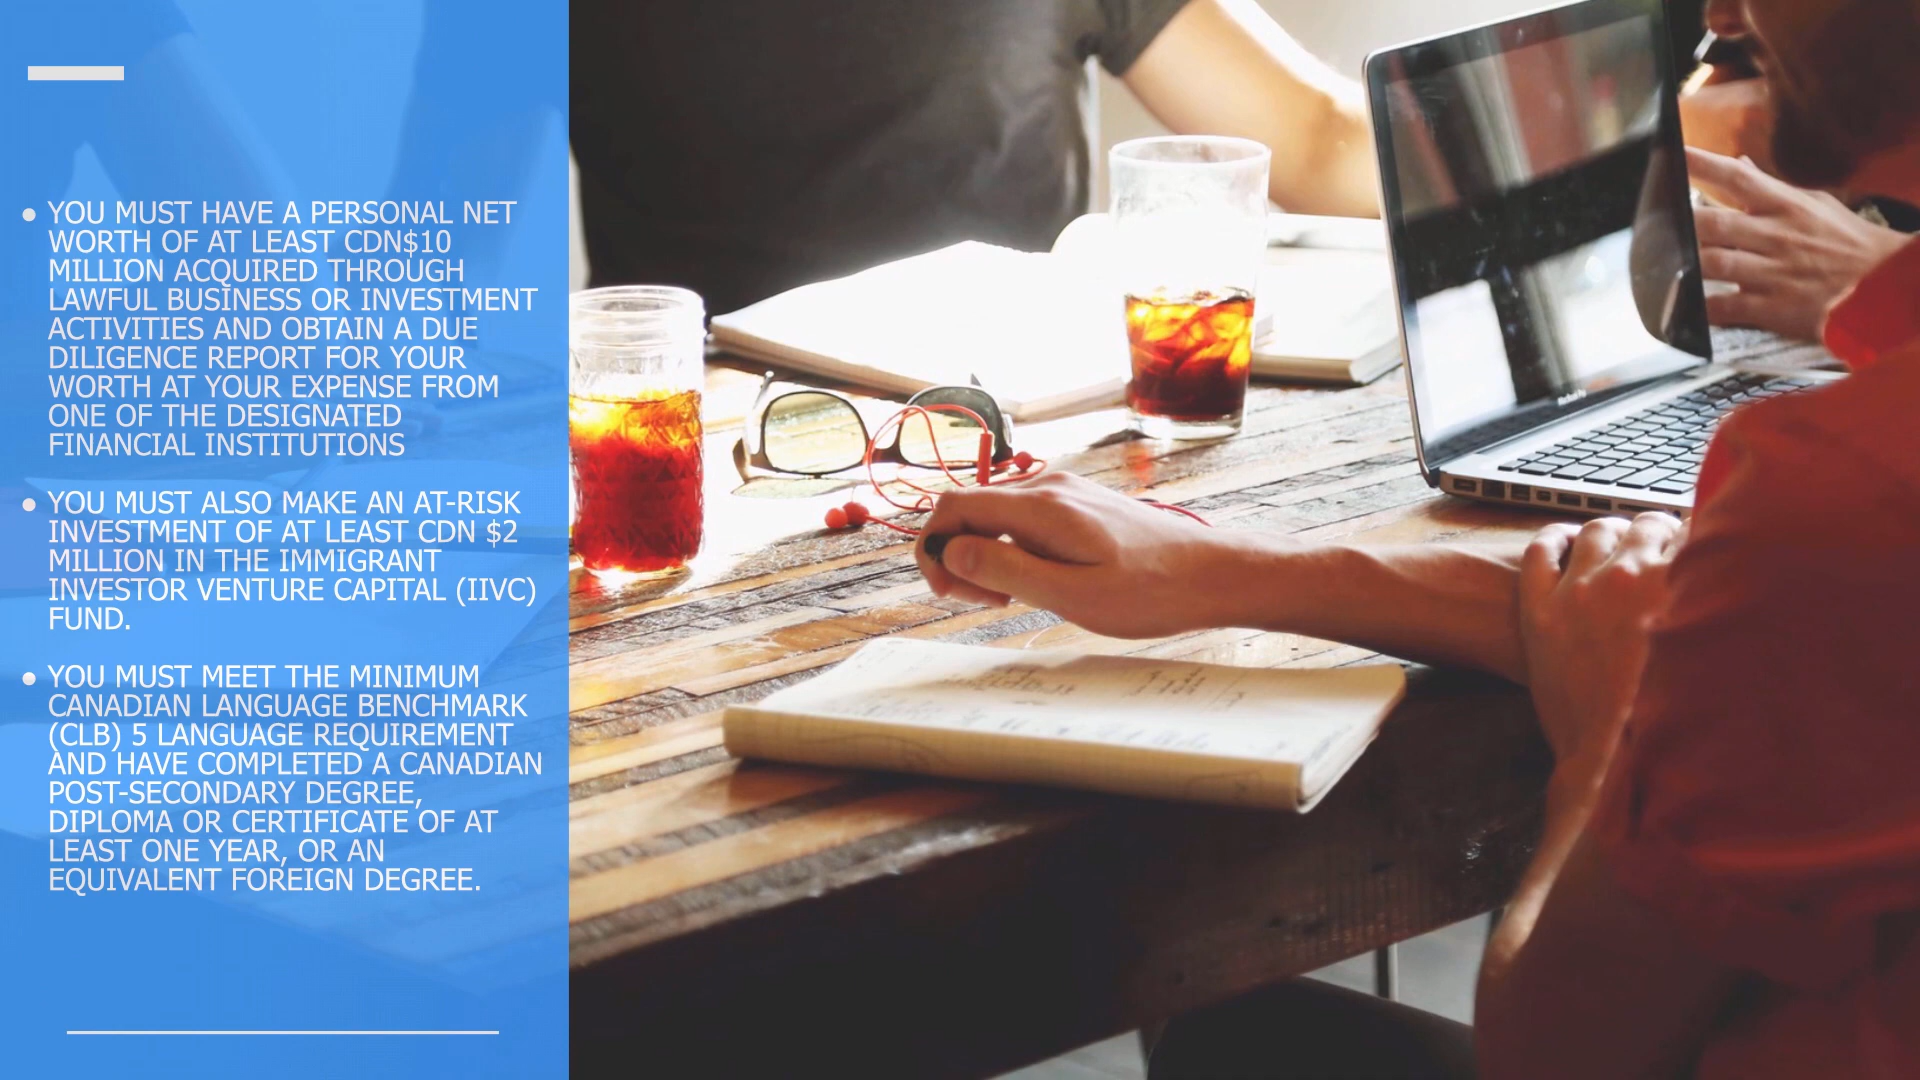 • YOU MUST HAVE A PERSONAL NET
WORTH OF AT LEAST CDN$10
MILLION ACQUIRED THROUGH
LAWFUL BUSINESS OR INVESTMENT
ACTIVITIES AND OBTAIN A DUE
DILIGENCE REPORT FOR YOUR
WORTH AT YOUR EXPENSE FROM
ONE OF THE DESIGNATED
FINANCIAL INSTITUTIONS
• YOU MUST ALSO MAKE AN AT-RISK
INVESTMENT OF AT LEAST CDN $2
MILLION IN THE IMMIGRANT
INVESTOR VENTURE CAPITAL (IIVC)
FUND.
• YOU MUST MEET THE MINIMUM
CANADIAN LANGUAGE BENCHMARK
(CLB) 5 LANGUAGE REQUIREMENT
AND HAVE COMPLETED A CANADIAN
POST-SECONDARY DEGREE,
DIPLOMA OR CERTIFICATE OF AT
LEAST ONE YEAR, OR AN
EQUIVALENT FOREIGN DEGREE.